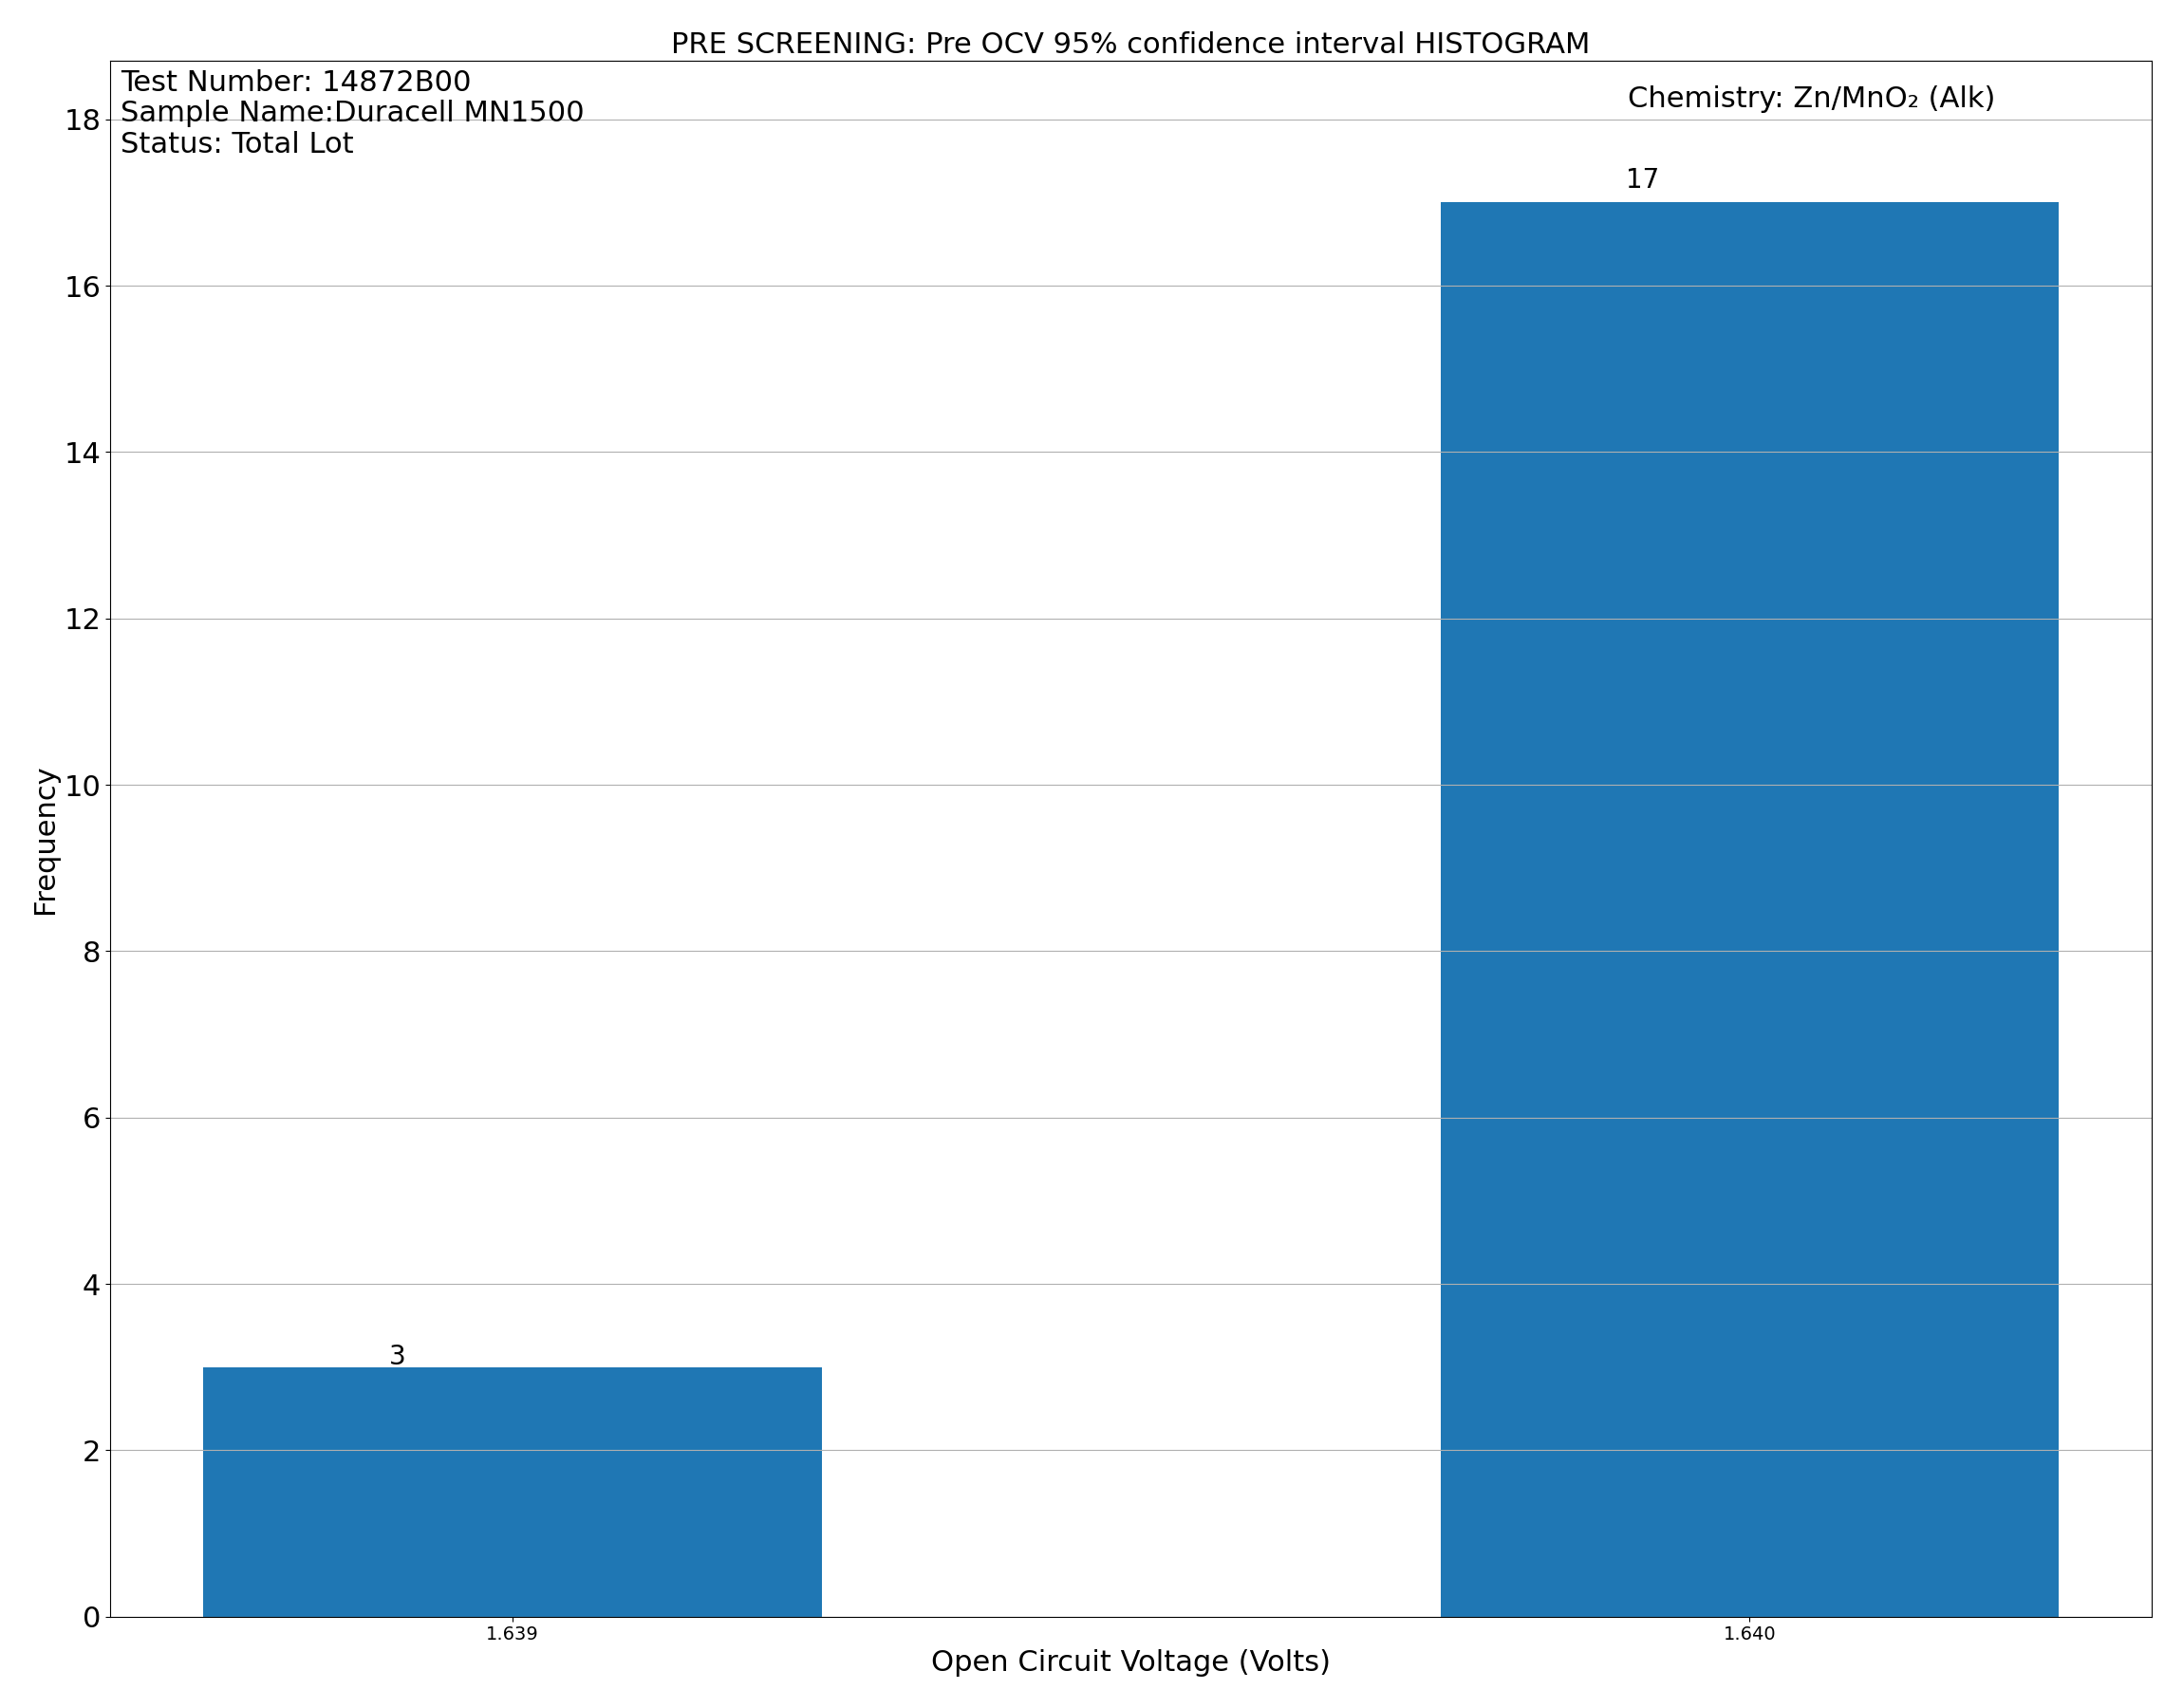 PRE SCREENING: Pre OCV 95% confidence interval HISTOGRAM
Test Number: 14872B00
Sample Name:Duracell MN1500
Status: Total Lot
Chemistry: Zn/MnO₂ (Alk)
18
16
14
12
10
8
6
4
2
0
Frequency
17
3
1.639
1.640
Open Circuit Voltage (Volts)